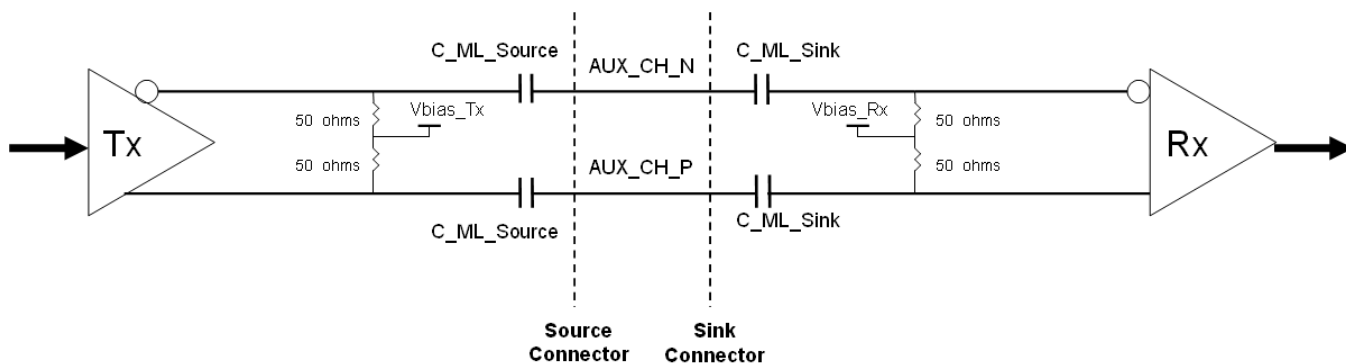 C_ML_Source
C_ML_Sink
AUX_CH_N
Tx
50 ohms
Vbias_Tx
50 ohms
Vbias_Rx
50 ohms
50 ohms
Rx
AUX_CH_P
C_ML_Source
C_ML_Sink
Source
Connector
Sink
Connector